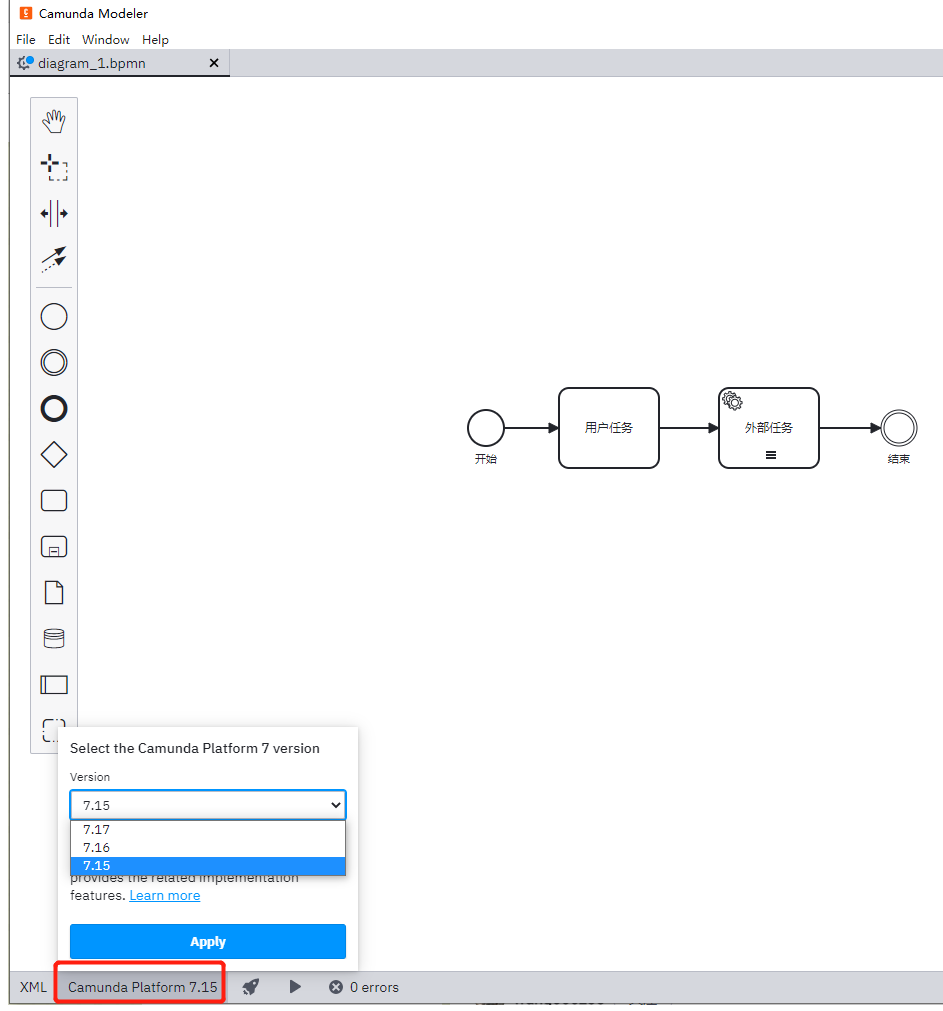 Camunda Modeler
File Edit Window Help
diagram_1.bpmn
用户任务
外部任务
开始
结束
Select the Camunda Platform 7 version
Version
7.15
7.17
7.16
7.15
provides the related implementation
features. Learn more
Apply
XML Camunda Platform 7.15 0 errors